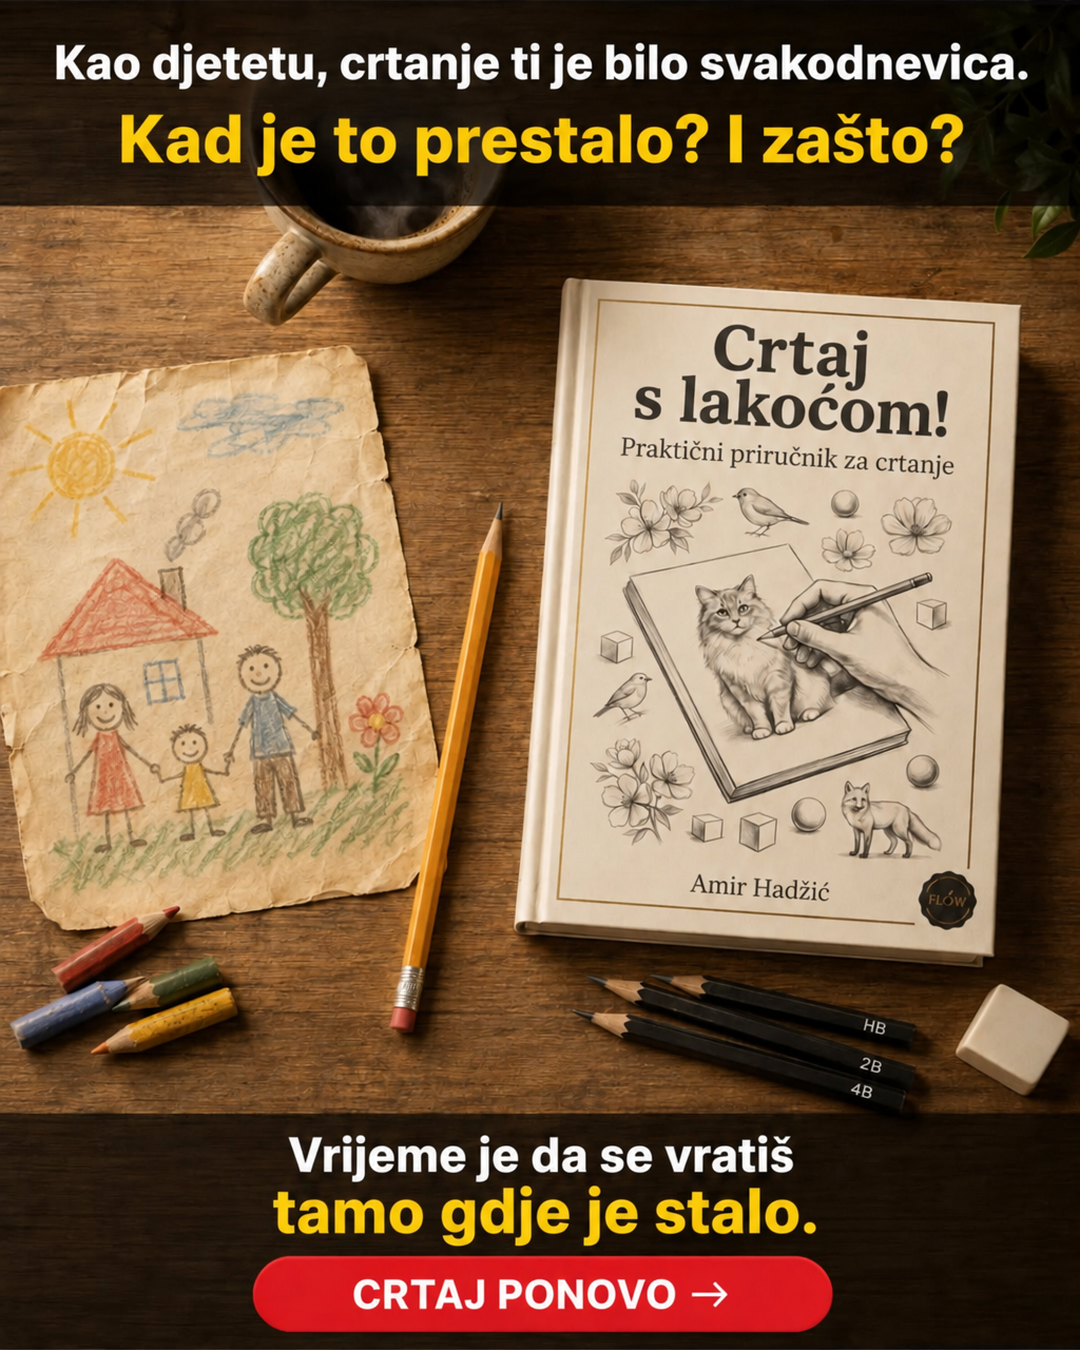 Kao djetetu, crtanje ti je bilo svakodnevica.
Kad je to prestalo? I zašto?
Crtaj
s lakoćom!
Praktični priručnik za crtanje
Amir Hadžić
FLOW
HB
2B
4B
Vrijeme je da se vratiš
tamo gdje je stalo.
CRTAJ PONOVO →